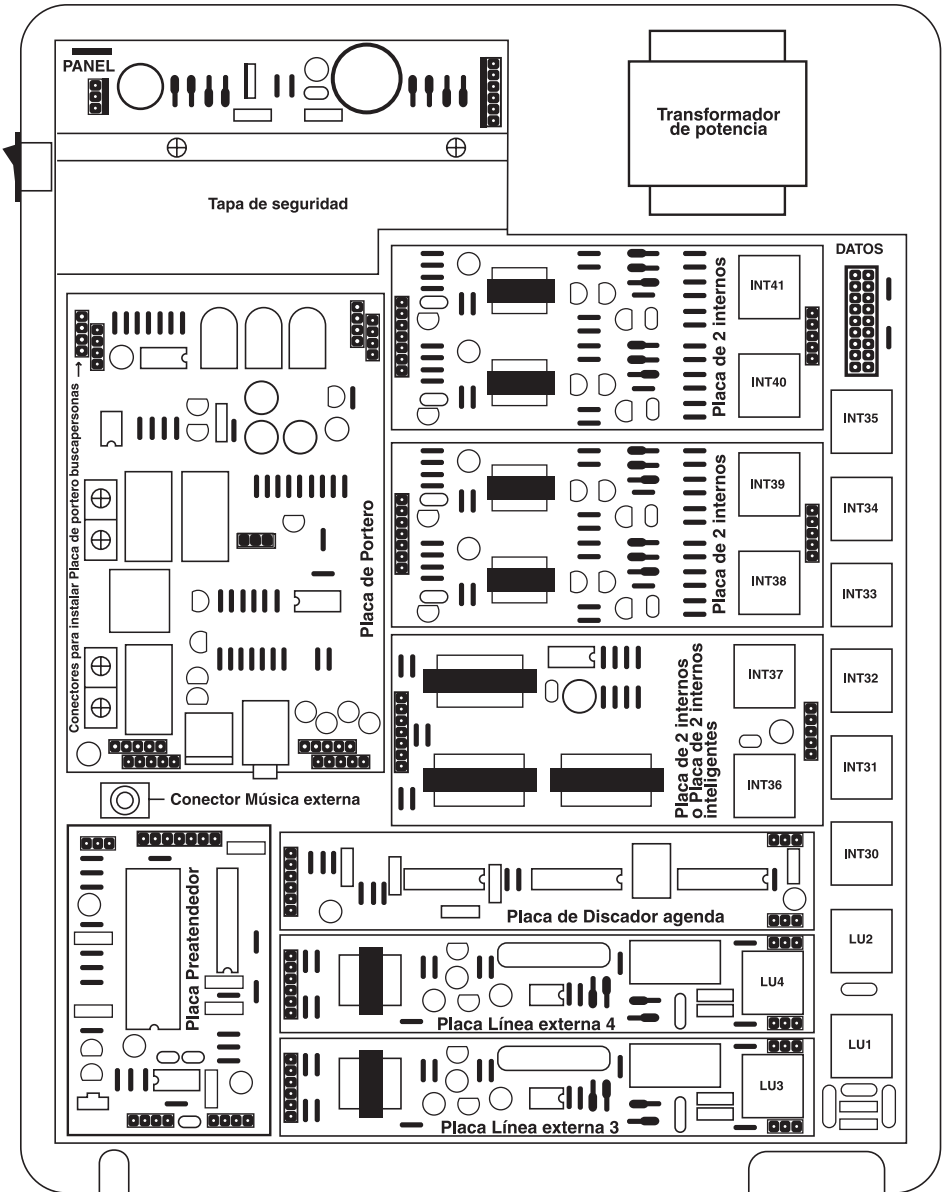 PANEL
Transformador
de potencia
Tapa de seguridad
DATOS
INT41
Placa de 2 internos
INT40
INT35
Conectores para instalar Placa de portero buscapersonas →
INT39
Placa de 2 internos
INT34
INT38
INT33
Placa de Portero
INT37
Placa de 2 internos
o Placa de 2 internos
inteligentes
INT32
INT36
INT31
Conector Música externa
INT30
Placa Preatendedor
Placa de Discador agenda
LU2
LU4
Placa Línea externa 4
LU1
LU3
Placa Línea externa 3